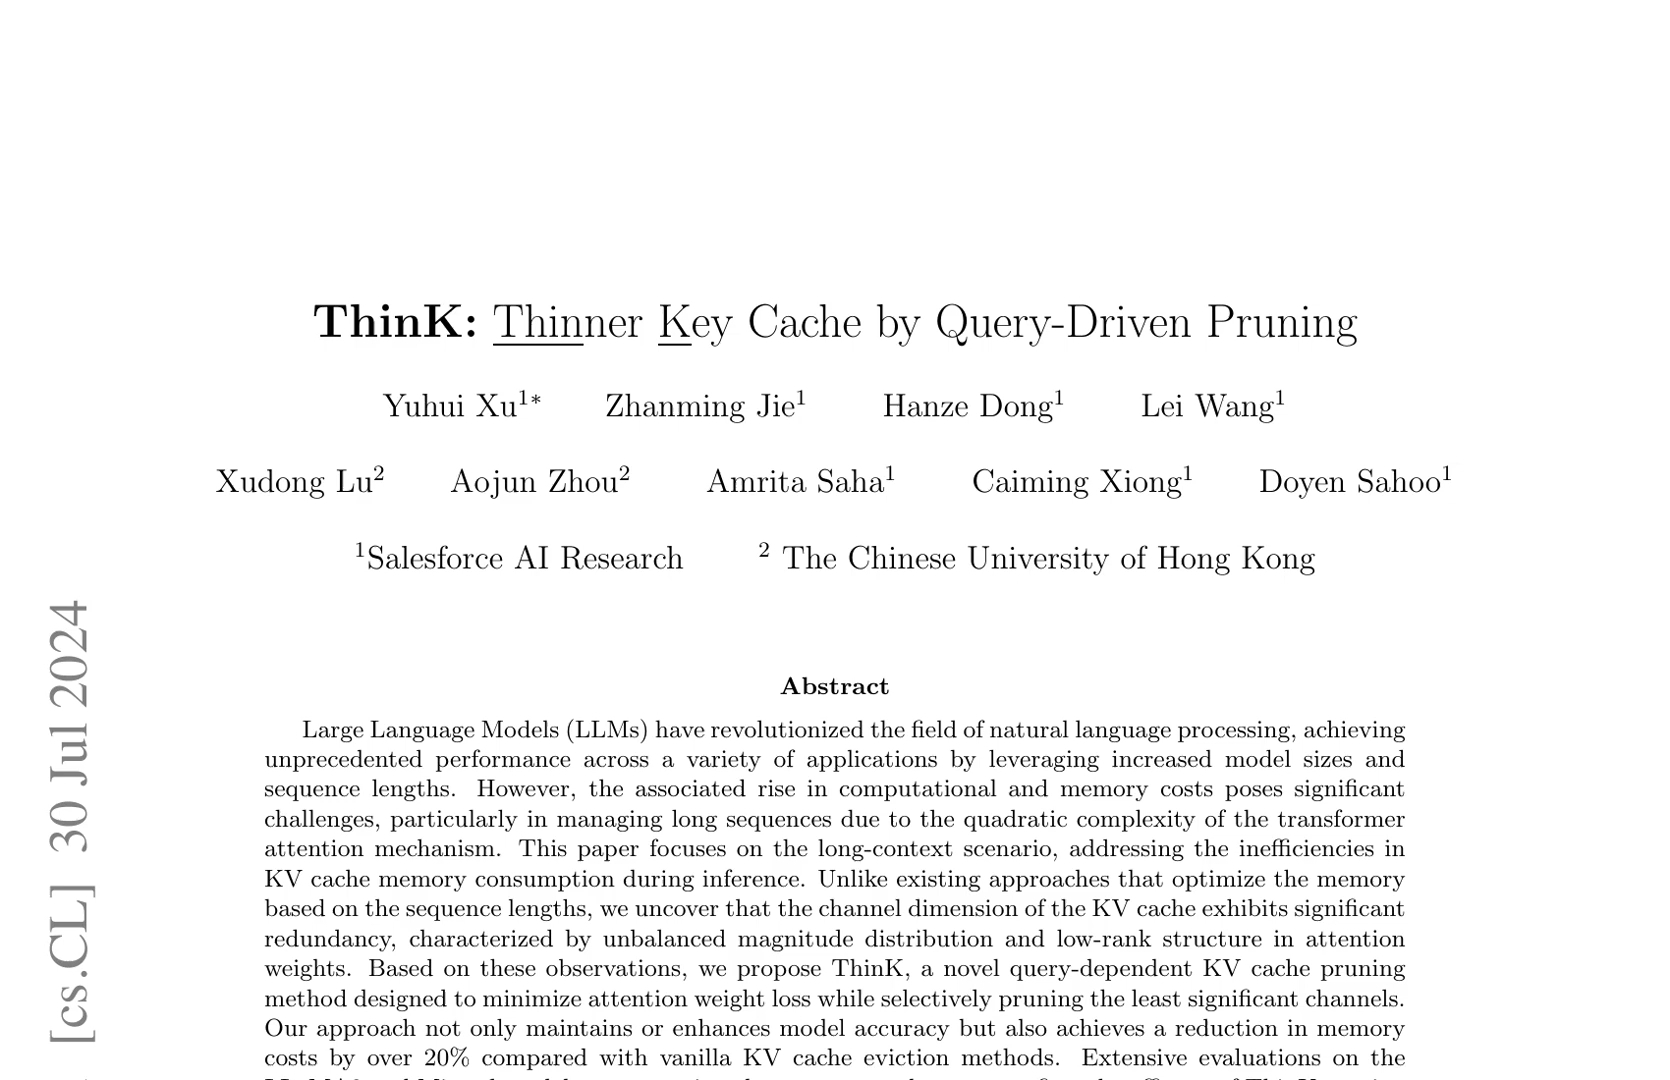 ThinK: Thinner Key Cache by Query-Driven Pruning
Yuhui Xu1* Zhanming Jie1 Hanze Dong1 Lei Wang1
Xudong Lu2 Aojun Zhou2 Amrita Saha1 Caiming Xiong1 Doyen Sahoo1
1Salesforce AI Research 2 The Chinese University of Hong Kong
[cs.CL] 30 Jul 2024
Abstract
Large Language Models (LLMs) have revolutionized the field of natural language processing, achieving
unprecedented performance across a variety of applications by leveraging increased model sizes and
sequence lengths. However, the associated rise in computational and memory costs poses significant
challenges, particularly in managing long sequences due to the quadratic complexity of the transformer
attention mechanism. This paper focuses on the long-context scenario, addressing the inefficiencies in
KV cache memory consumption during inference. Unlike existing approaches that optimize the memory
based on the sequence lengths, we uncover that the channel dimension of the KV cache exhibits significant
redundancy, characterized by unbalanced magnitude distribution and low-rank structure in attention
weights. Based on these observations, we propose ThinK, a novel query-dependent KV cache pruning
method designed to minimize attention weight loss while selectively pruning the least significant channels.
Our approach not only maintains or enhances model accuracy but also achieves a reduction in memory
costs by over 20% compared with vanilla KV cache eviction methods. Extensive evaluations on the